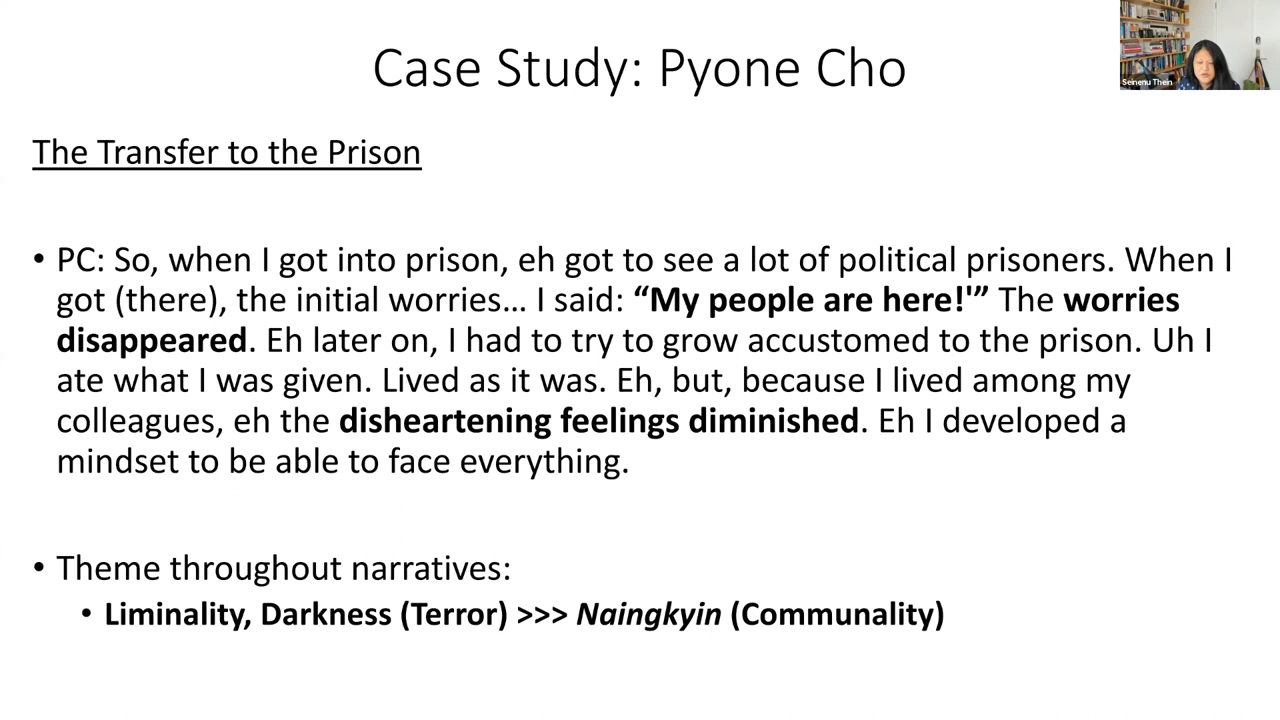 Case Study: Pyone Cho
Seinenu Thein
The Transfer to the Prison
• PC: So, when I got into prison, eh got to see a lot of political prisoners. When I
got (there), the initial worries... I said: “My people are here!'” The worries
disappeared. Eh later on, I had to try to grow accustomed to the prison. Uh I
ate what I was given. Lived as it was. Eh, but, because I lived among my
colleagues, eh the disheartening feelings diminished. Eh I developed a
mindset to be able to face everything.
• Theme throughout narratives:
• Liminality, Darkness (Terror) >>> Naingkyin (Communality)